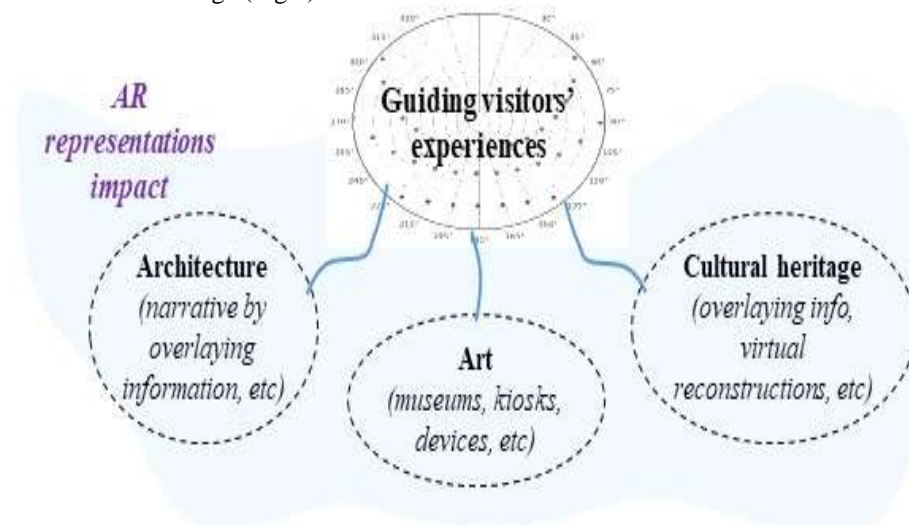 Guiding visitors'
experiences
AR
representations
impact
Architecture
(narrative by
overlaying
information, etc)
Art
(museums, kiosks,
devices, etc)
Cultural heritage
(overlaying info,
virtual
reconstructions, etc)